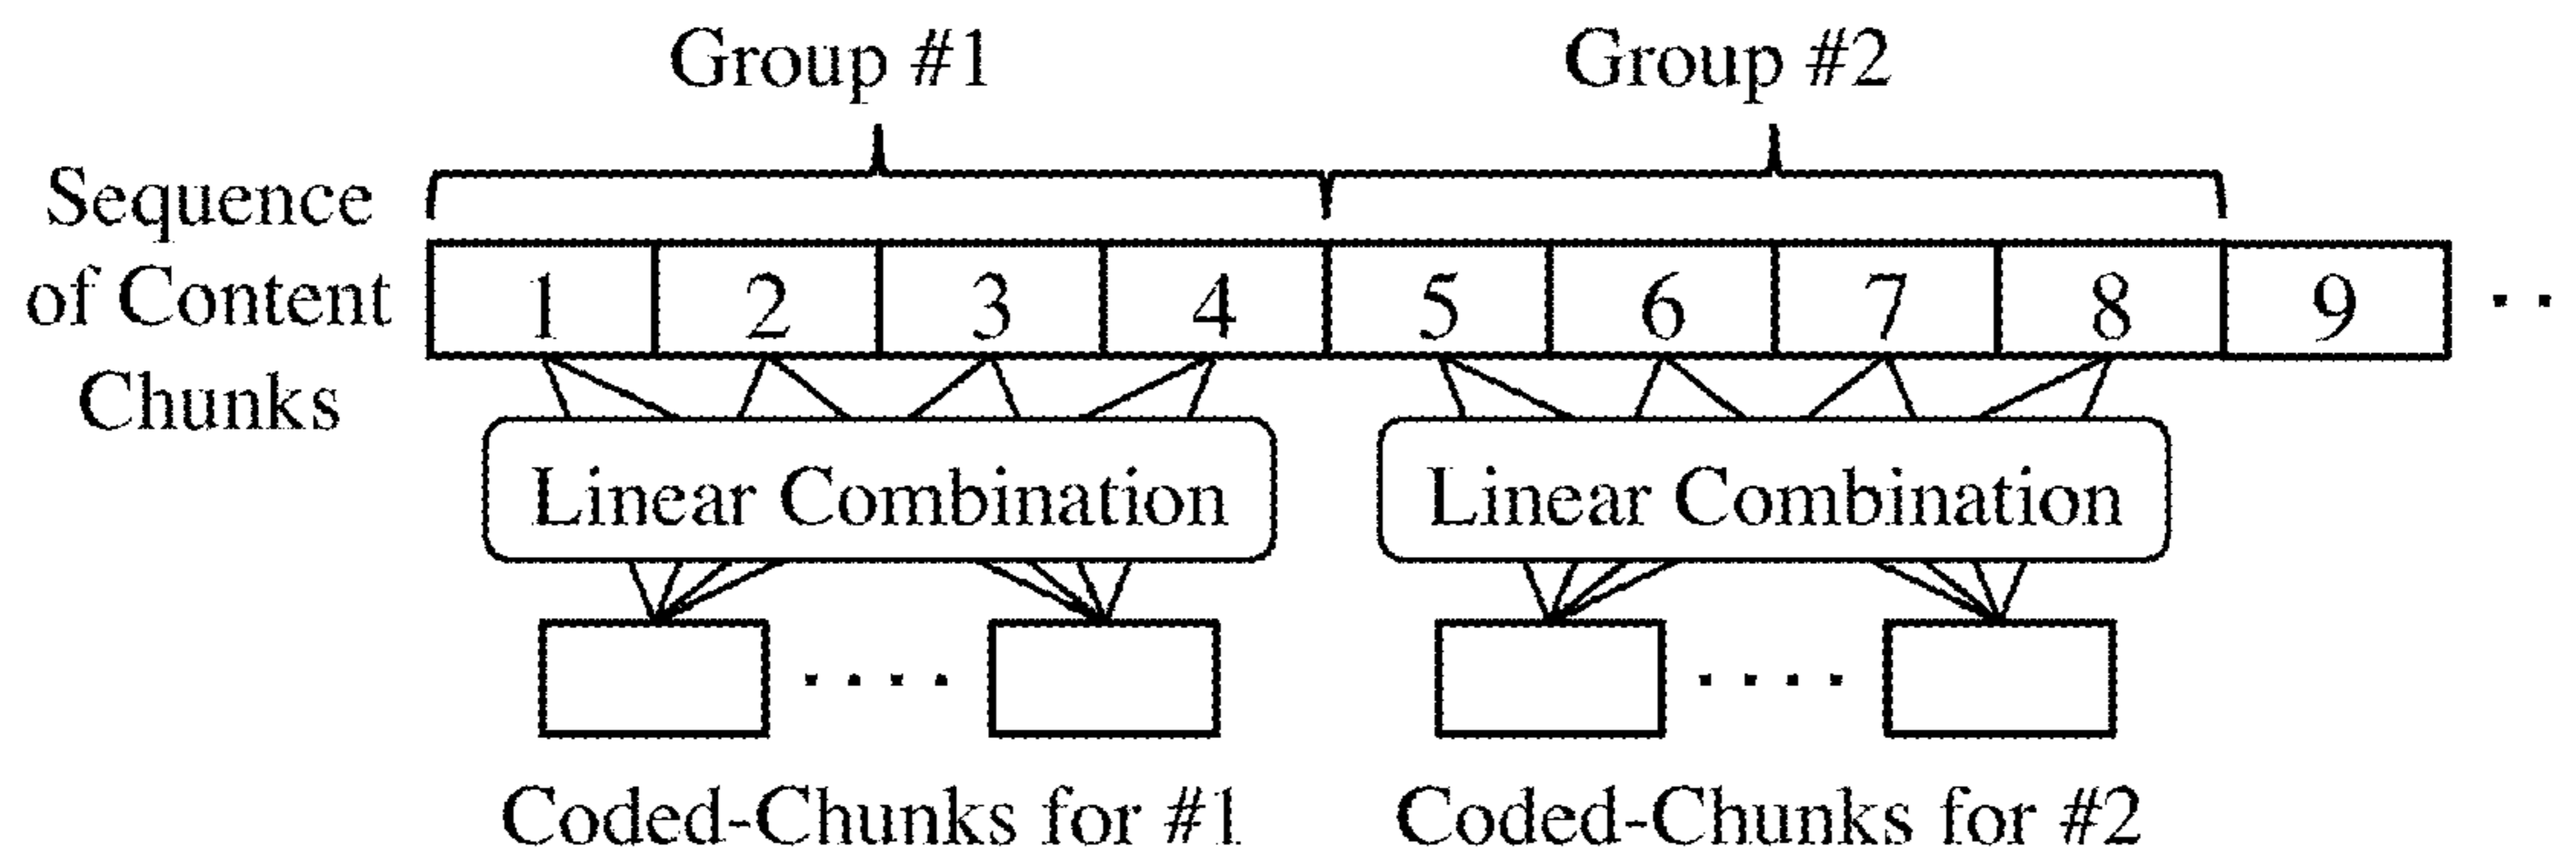 Group #1 Group #2
Sequence
of Content
Chunks
1 2 3 4 5 6 7 8 9 ..
Linear Combination Linear Combination
.... ....
Coded-Chunks for #1 Coded-Chunks for #2